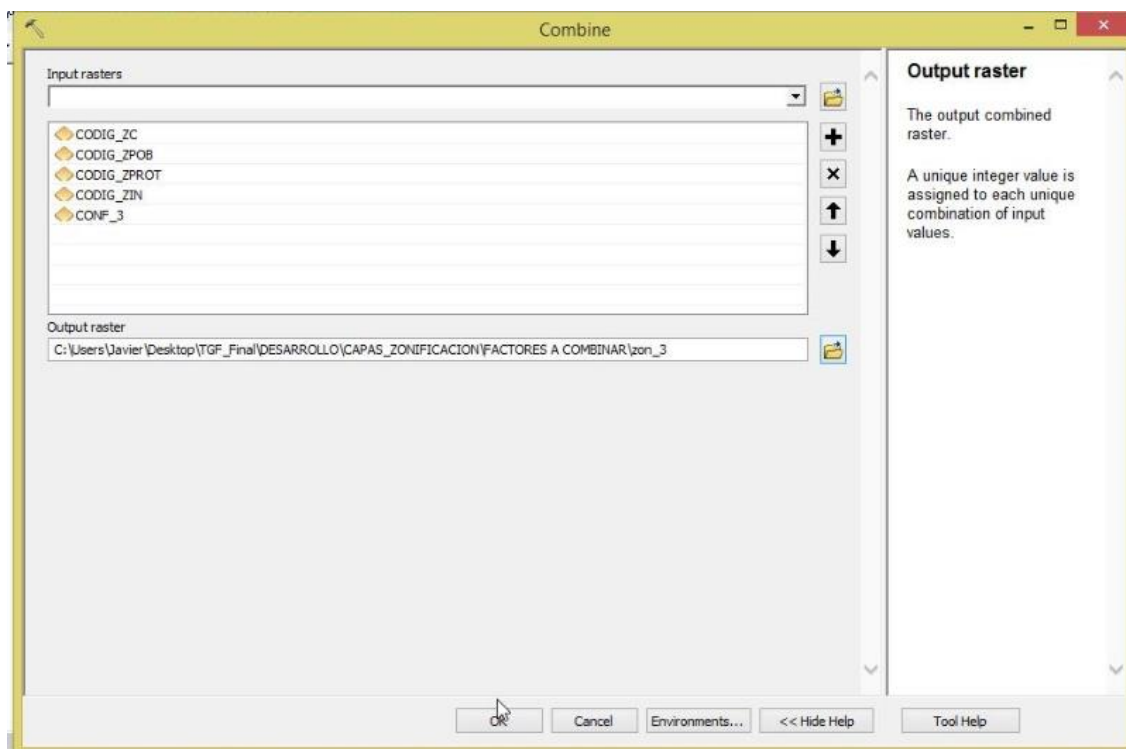 Combine
Input rasters
CODIG_ZC
CODIG_ZPOB
CODIG_ZPROT
CODIG_ZIN
CONF_3
Output raster
C:\Users\Javier\Desktop\TGF_Final\DESARROLLO\CAPAS_ZONIFICACION\FACTORES A COMBINAR\zon_3
OK
Cancel
Environments...
<< Hide Help
Tool Help
Output raster
The output combined
raster.
A unique integer value is
assigned to each unique
combination of input
values.